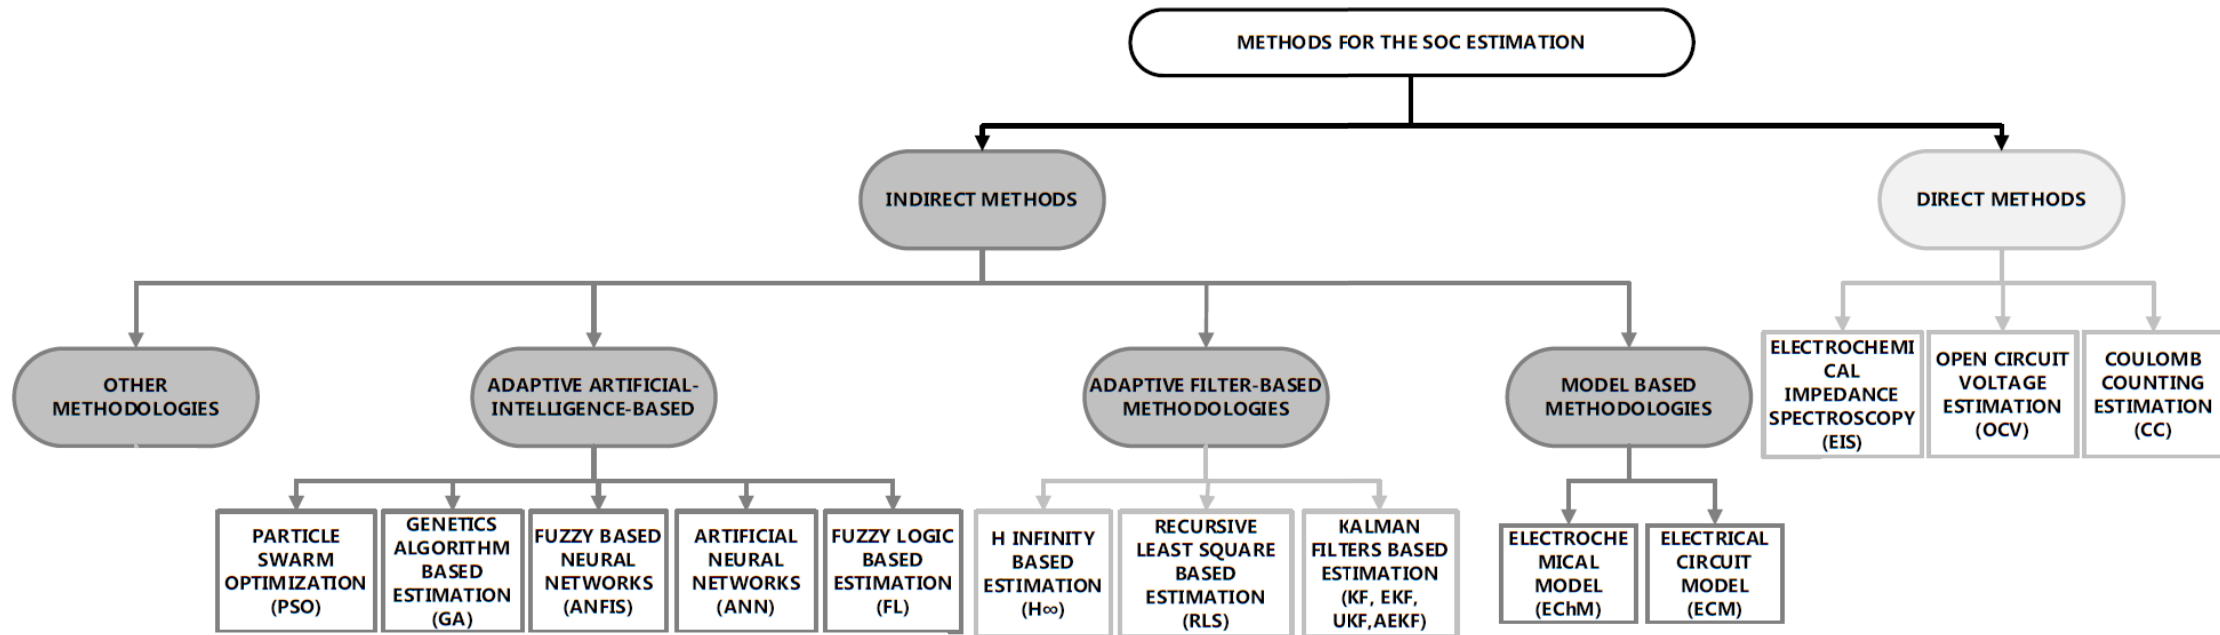 METHODS FOR THE SOC ESTIMATION
INDIRECT METHODS
DIRECT METHODS
OTHER
METHODOLOGIES
ADAPTIVE ARTIFICIAL-
INTELLIGENCE-BASED
ADAPTIVE FILTER-BASED
METHODOLOGIES
MODEL BASED
METHODOLOGIES
ELECTROCHEMI
CAL
IMPEDANCE
SPECTROSCOPY
(EIS)
OPEN CIRCUIT
VOLTAGE
ESTIMATION
(OCV)
COULOMB
COUNTING
ESTIMATION
(CC)
PARTICLE
SWARM
OPTIMIZATION
(PSO)
GENETICS
ALGORITHM
BASED
ESTIMATION
(GA)
FUZZY BASED
NEURAL
NETWORKS
(ANFIS)
ARTIFICIAL
NEURAL
NETWORKS
(ANN)
FUZZY LOGIC
BASED
ESTIMATION
(FL)
H INFINITY
BASED
ESTIMATION
(H∞)
RECURSIVE
LEAST SQUARE
BASED
ESTIMATION
(RLS)
KALMAN
FILTERS BASED
ESTIMATION
(KF, EKF,
UKF,AEKF)
ELECTROCHE
MICAL
MODEL
(EChM)
ELECTRICAL
CIRCUIT
MODEL
(ECM)